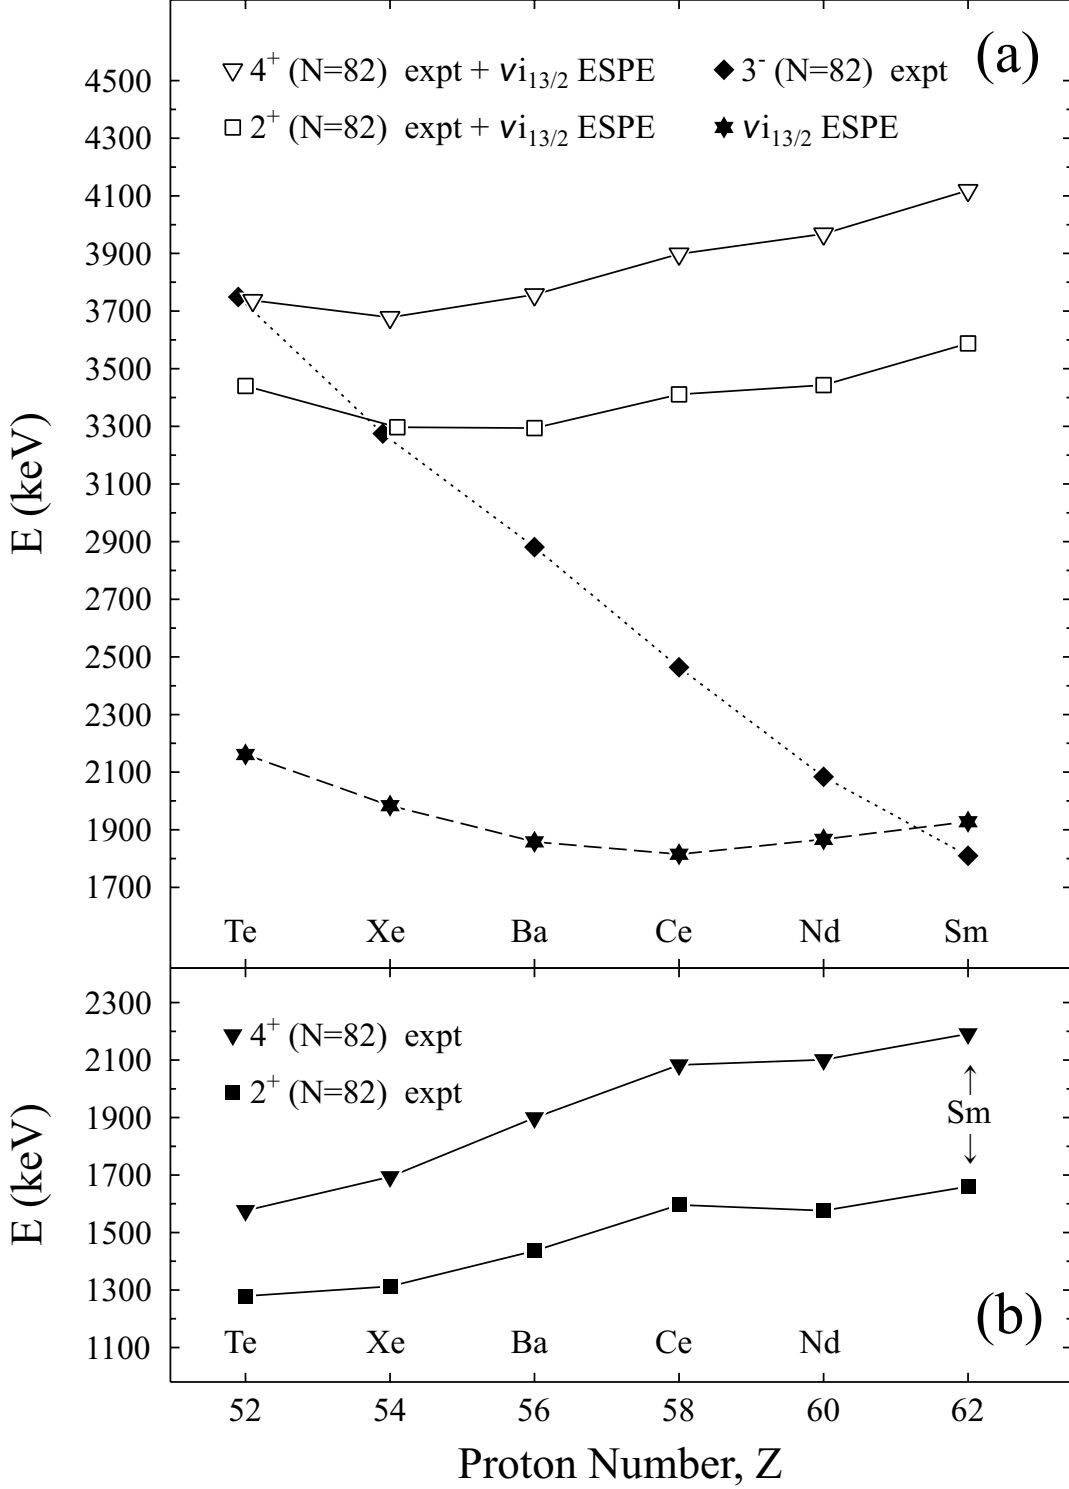 (a)
4⁺ (N=82) expt + νi₁₃/₂ ESPE
3⁻ (N=82) expt
2⁺ (N=82) expt + νi₁₃/₂ ESPE
νi₁₃/₂ ESPE
4500
4300
4100
3900
3700
3500
3300
3100
2900
2700
2500
2300
2100
1900
1700
E (keV)
Te Xe Ba Ce Nd Sm
2300
2100
1900
1700
1500
1300
1100
E (keV)
4⁺ (N=82) expt
2⁺ (N=82) expt
Sm
(b)
Te Xe Ba Ce Nd
52 54 56 58 60 62
Proton Number, Z